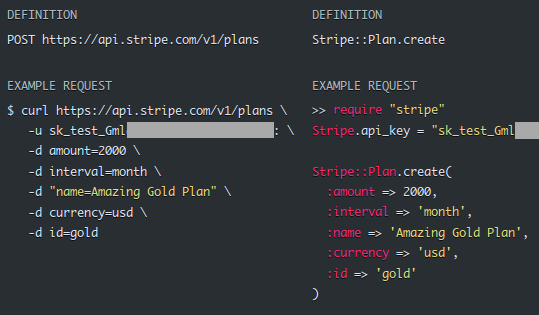 DEFINITION
POST https://api.stripe.com/v1/plans
EXAMPLE REQUEST
$ curl https://api.stripe.com/v1/plans \
-u sk_test_Gml : \
-d amount=2000 \
-d interval=month \
-d "name=Amazing Gold Plan" \
-d currency=usd \
-d id=gold
DEFINITION
Stripe::Plan.create
EXAMPLE REQUEST
>> require "stripe"
Stripe.api_key = "sk_test_Gml
Stripe::Plan.create(
:amount => 2000,
:interval => 'month',
:name => 'Amazing Gold Plan',
:currency => 'usd',
:id => 'gold'
)